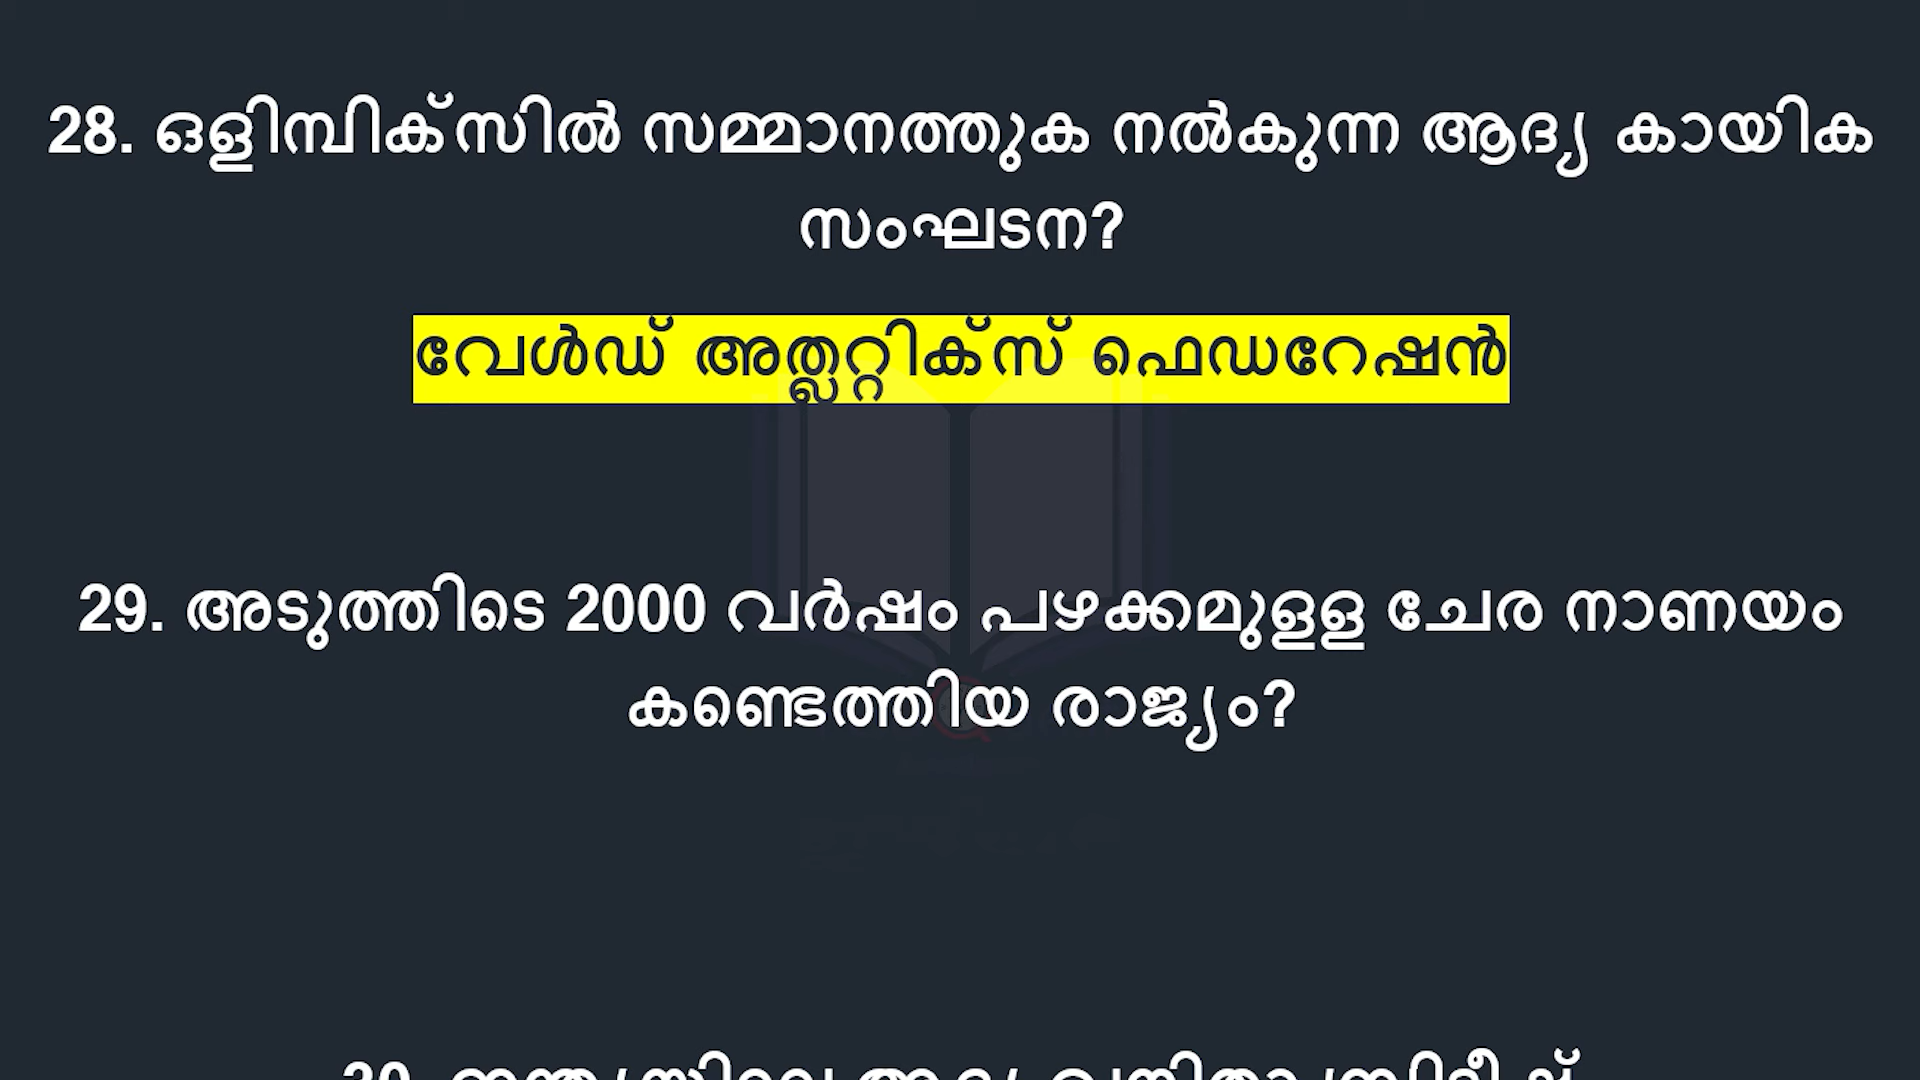 28. ഒളിമ്പിക്സിൽ സമ്മാനത്തുക നൽകുന്ന ആദ്യ കായിക
സംഘടന?
വേൾഡ് അത്ലറ്റിക്സ് ഫെഡറേഷൻ
29. അടുത്തിടെ 2000 വർഷം പഴക്കമുളള ചേര നാണയം
കണ്ടെത്തിയ രാജ്യം?